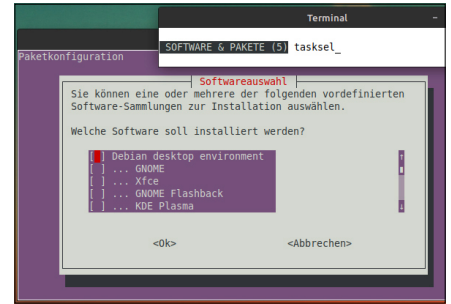 Terminal
SOFTWARE & PAKETE (5) tasksel_
Paketkonfiguration
Softwareauswahl
Sie können eine oder mehrere der folgenden vordefinierten
Software-Sammlungen zur Installation auswählen.
Welche Software soll installiert werden?
[ ] Debian desktop environment
[ ] ... GNOME
[ ] ... Xfce
[ ] ... GNOME Flashback
[ ] ... KDE Plasma
<Ok> <Abbrechen>